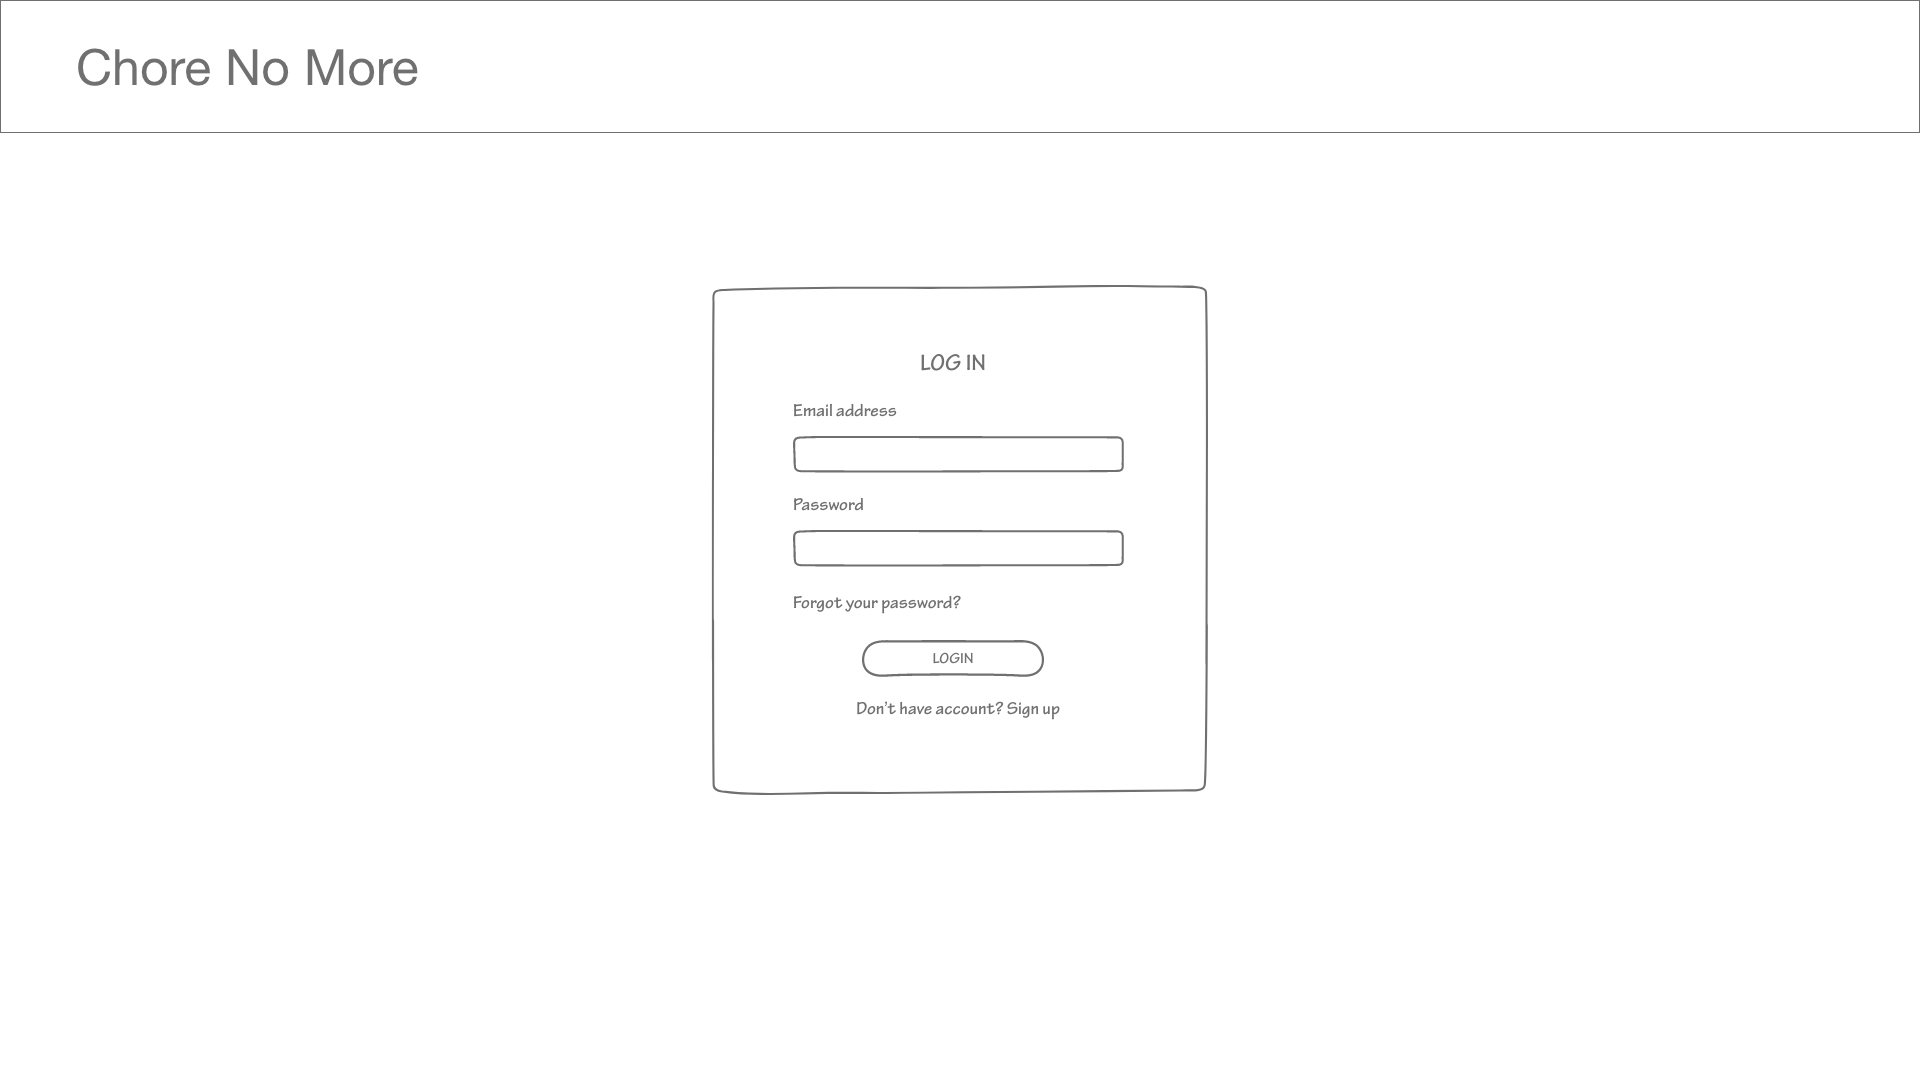 Chore No More
LOG IN
Email address
Password
Forgot your password?
LOGIN
Don't have account? Sign up